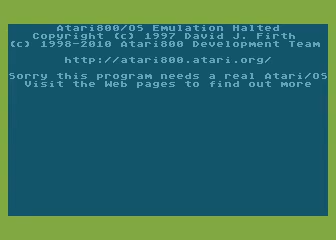 Atari800/OS Emulation Halted
Copyright (c) 1997 David J. Firth
(c) 1998-2010 Atari800 Development Team
http://atari800.atari.org/
Sorry this program needs a real Atari/OS
Visit the Web pages to find out more